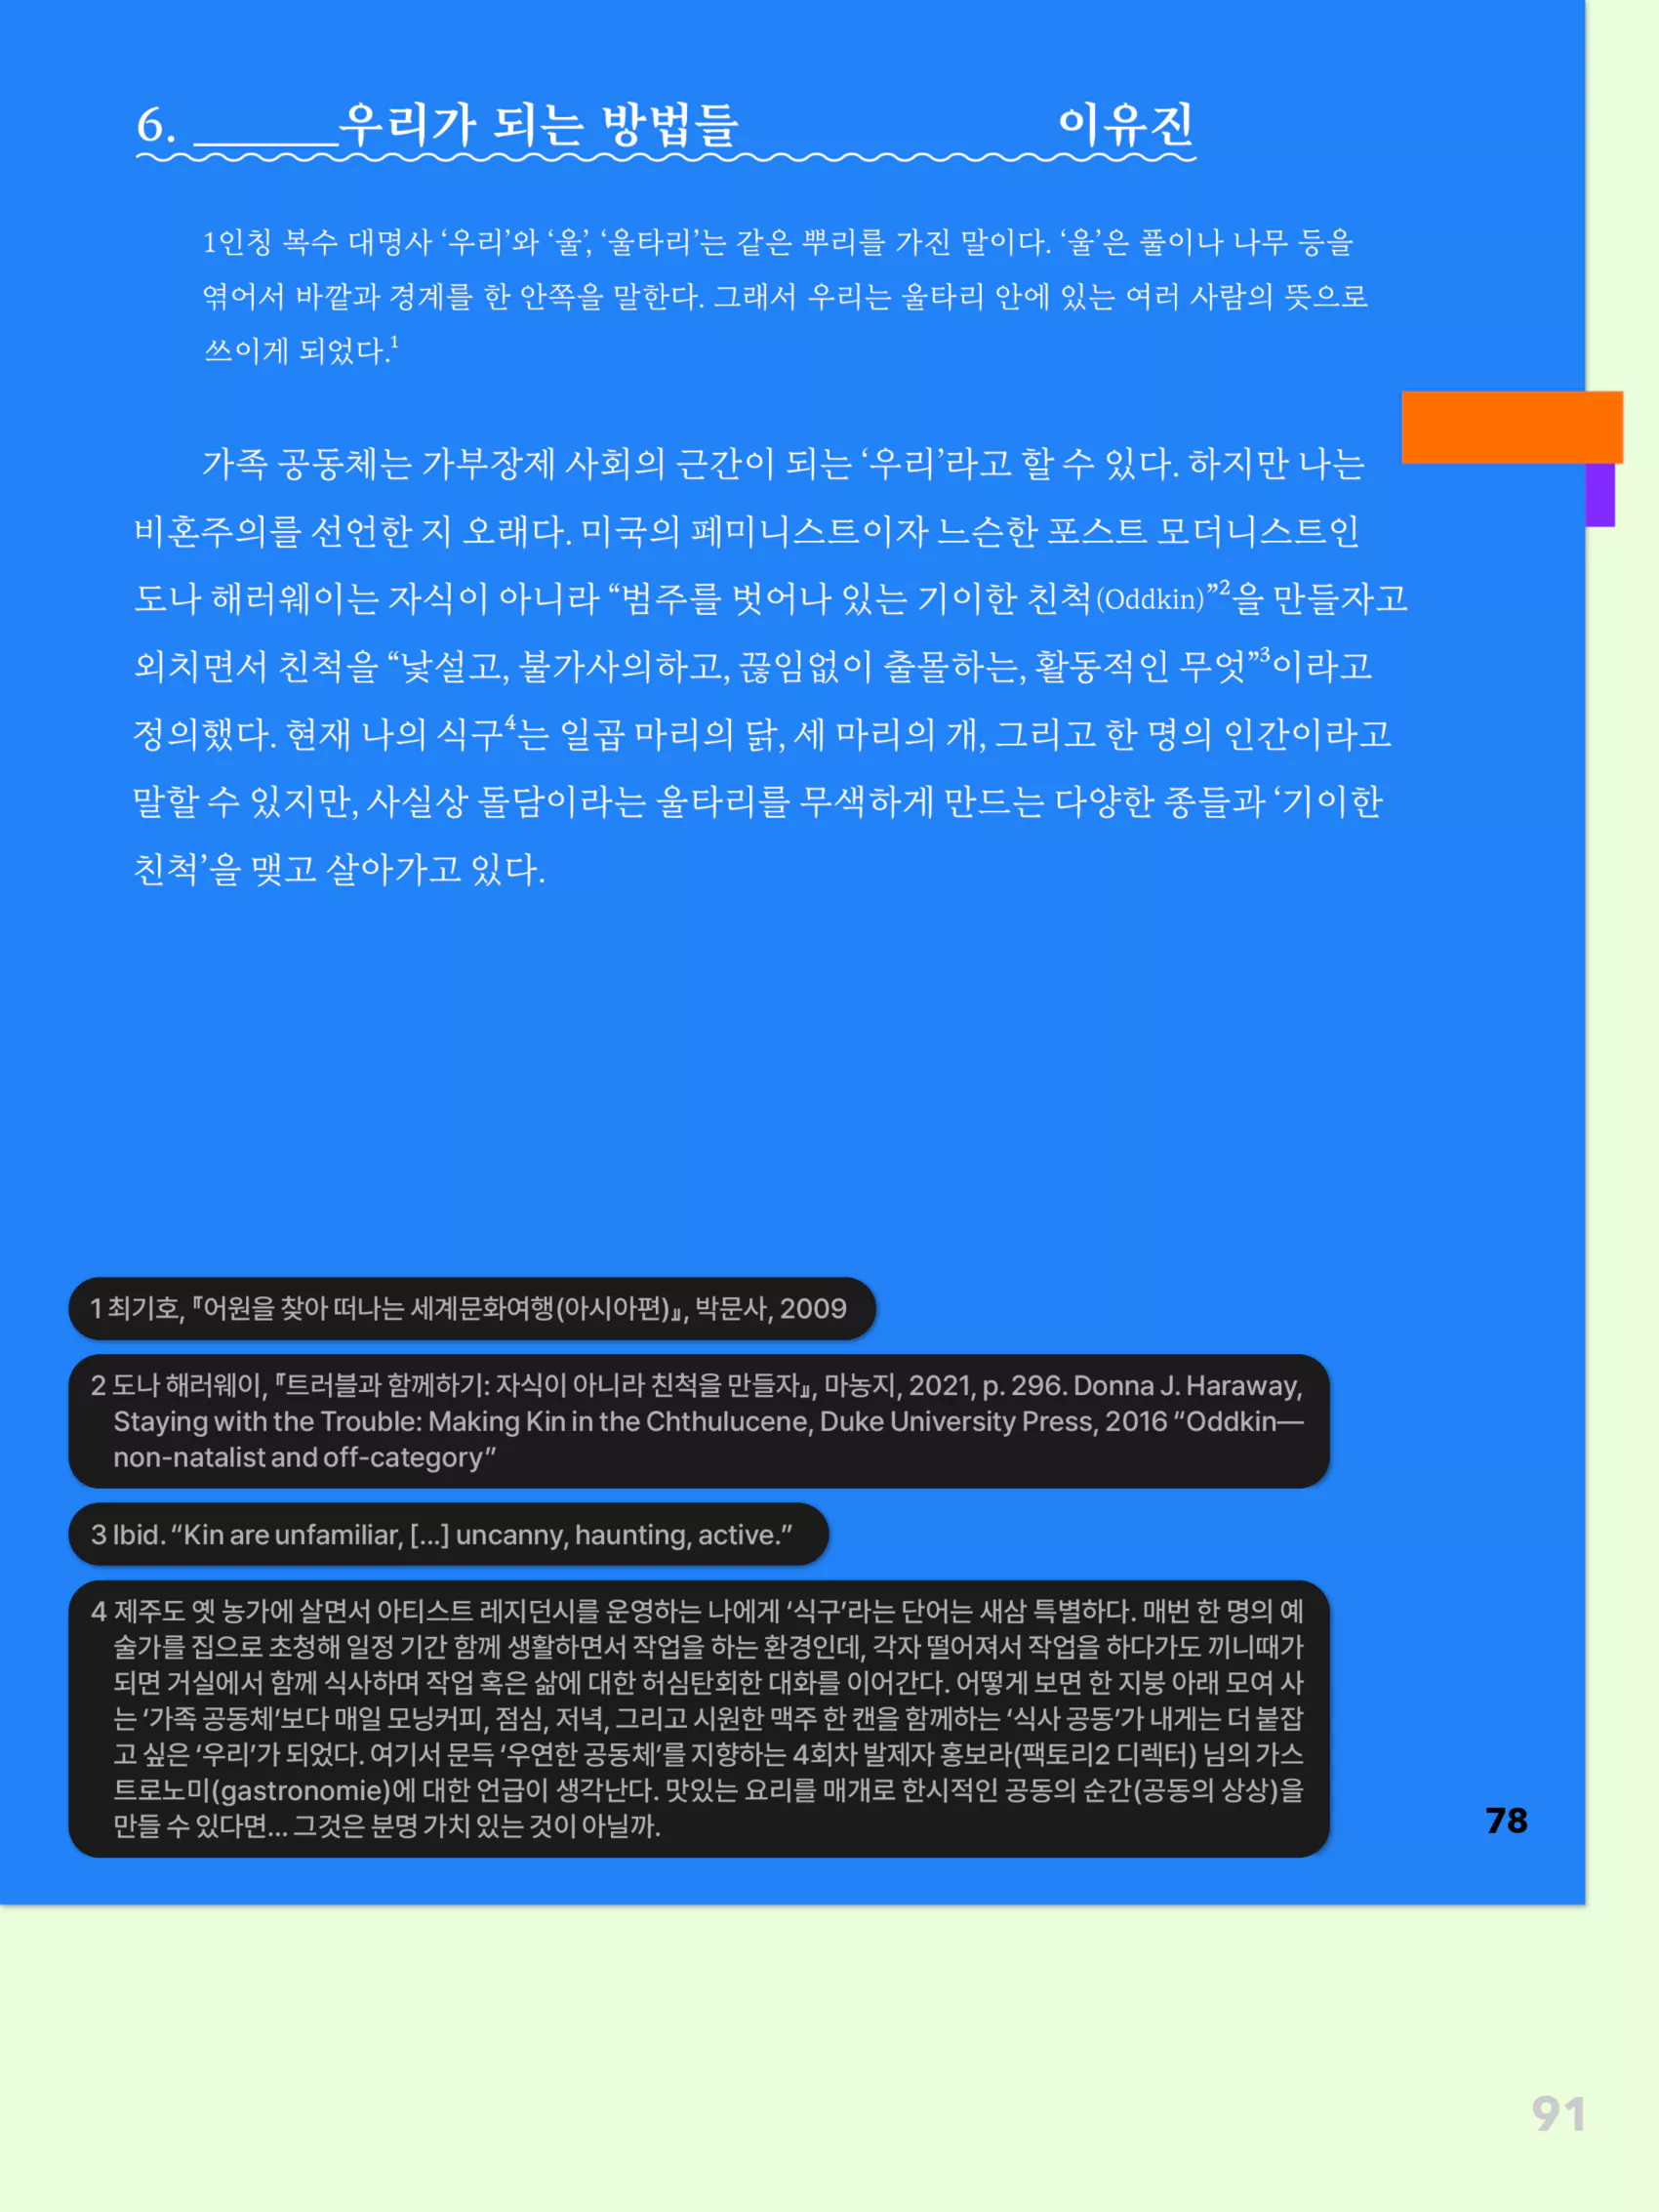 6. ______우리가 되는 방법들 이유진
1인칭 복수 대명사 ‘우리’와 ‘울’, ‘울타리’는 같은 뿌리를 가진 말이다. ‘울’은 풀이나 나무 등을
엮어서 바깥과 경계를 한 안쪽을 말한다. 그래서 우리는 울타리 안에 있는 여러 사람의 뜻으로
쓰이게 되었다.¹
가족 공동체는 가부장제 사회의 근간이 되는 ‘우리’라고 할 수 있다. 하지만 나는
비혼주의를 선언한 지 오래다. 미국의 페미니스트이자 느슨한 포스트 모더니스트인
도나 해러웨이는 자식이 아니라 “범주를 벗어나 있는 기이한 친척(Oddkin)”²을 만들자고
외치면서 친척을 “낯설고, 불가사의하고, 끊임없이 출몰하는, 활동적인 무엇”³이라고
정의했다. 현재 나의 식구⁴는 일곱 마리의 닭, 세 마리의 개, 그리고 한 명의 인간이라고
말할 수 있지만, 사실상 돌담이라는 울타리를 무색하게 만드는 다양한 종들과 ‘기이한
친척’을 맺고 살아가고 있다.
1 최기호, 『어원을 찾아 떠나는 세계문화여행(아시아편)』, 박문사, 2009
2 도나 해러웨이, 『트러블과 함께하기: 자식이 아니라 친척을 만들자』, 마농지, 2021, p. 296. Donna J. Haraway,
Staying with the Trouble: Making Kin in the Chthulucene, Duke University Press, 2016 “Oddkin—
non-natalist and off-category”
3 Ibid. “Kin are unfamiliar, [...] uncanny, haunting, active.”
4 제주도 옛 농가에 살면서 아티스트 레지던시를 운영하는 나에게 ‘식구’라는 단어는 새삼 특별하다. 매번 한 명의 예
술가를 집으로 초청해 일정 기간 함께 생활하면서 작업을 하는 환경인데, 각자 떨어져서 작업을 하다가도 끼니때가
되면 거실에서 함께 식사하며 작업 혹은 삶에 대한 허심탄회한 대화를 이어간다. 어떻게 보면 한 지붕 아래 모여 사
는 ‘가족 공동체’보다 매일 모닝커피, 점심, 저녁, 그리고 시원한 맥주 한 캔을 함께하는 ‘식사 공동’가 내게는 더 붙잡
고 싶은 ‘우리’가 되었다. 여기서 문득 ‘우연한 공동체’를 지향하는 4회차 발제자 홍보라(팩토리2 디렉터) 님의 가스
트로노미(gastronomie)에 대한 언급이 생각난다. 맛있는 요리를 매개로 한시적인 공동의 순간(공동의 상상)을
만들 수 있다면... 그것은 분명 가치 있는 것이 아닐까.
78
91